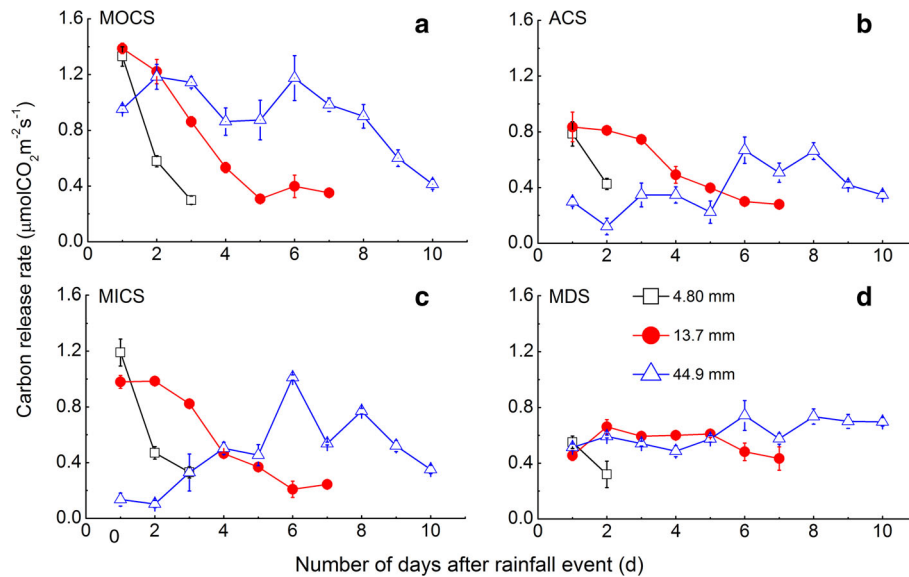 MOCS
a
1.6
1.2
0.8
0.4
0.0
0 2 4 6 8 10
ACS
b
1.6
1.2
0.8
0.4
0.0
0 2 4 6 8 10
MICS
c
1.6
1.2
0.8
0.4
0.0
0 2 4 6 8 10
0
MDS
d
1.6
1.2
0.8
0.4
0.0
0 2 4 6 8 10
4.80 mm
13.7 mm
44.9 mm
Carbon release rate (μmolCO₂m⁻²s⁻¹)
Number of days after rainfall event (d)